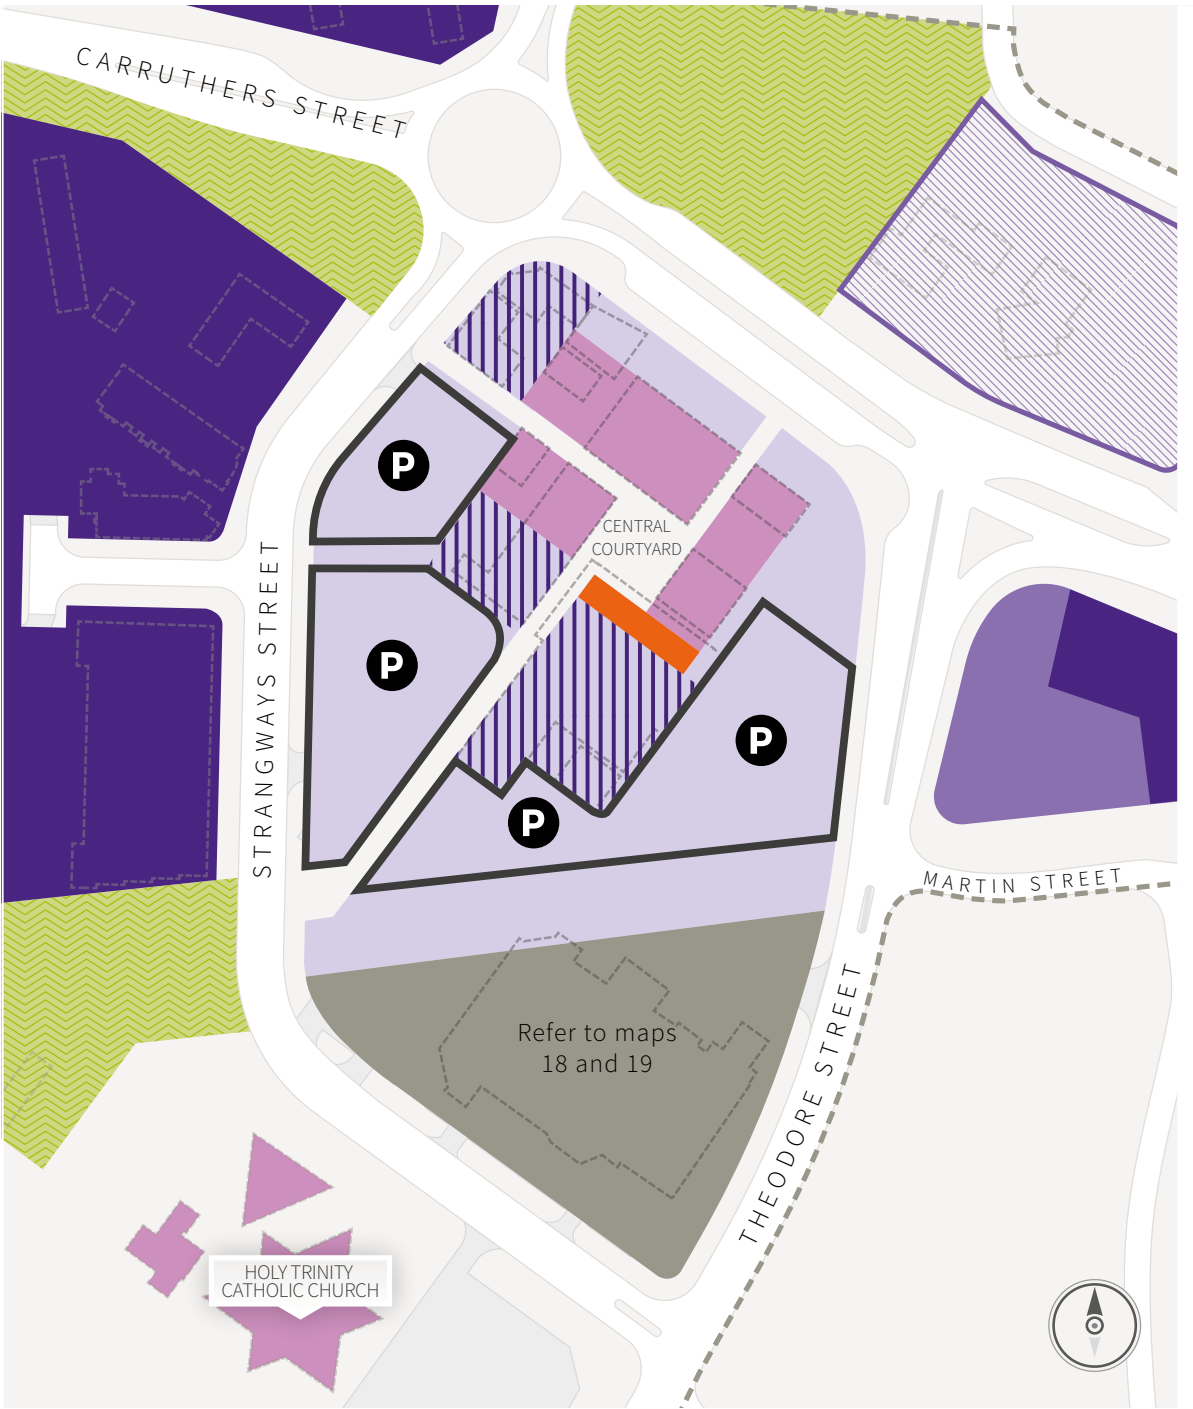 CARRUTHERS STREET
P
CENTRAL
COURTYARD
STRANGWAYS STREET
P
P
P
MARTIN STREET
THEODORE STREET
Refer to maps
18 and 19
HOLY TRINITY
CATHOLIC CHURCH